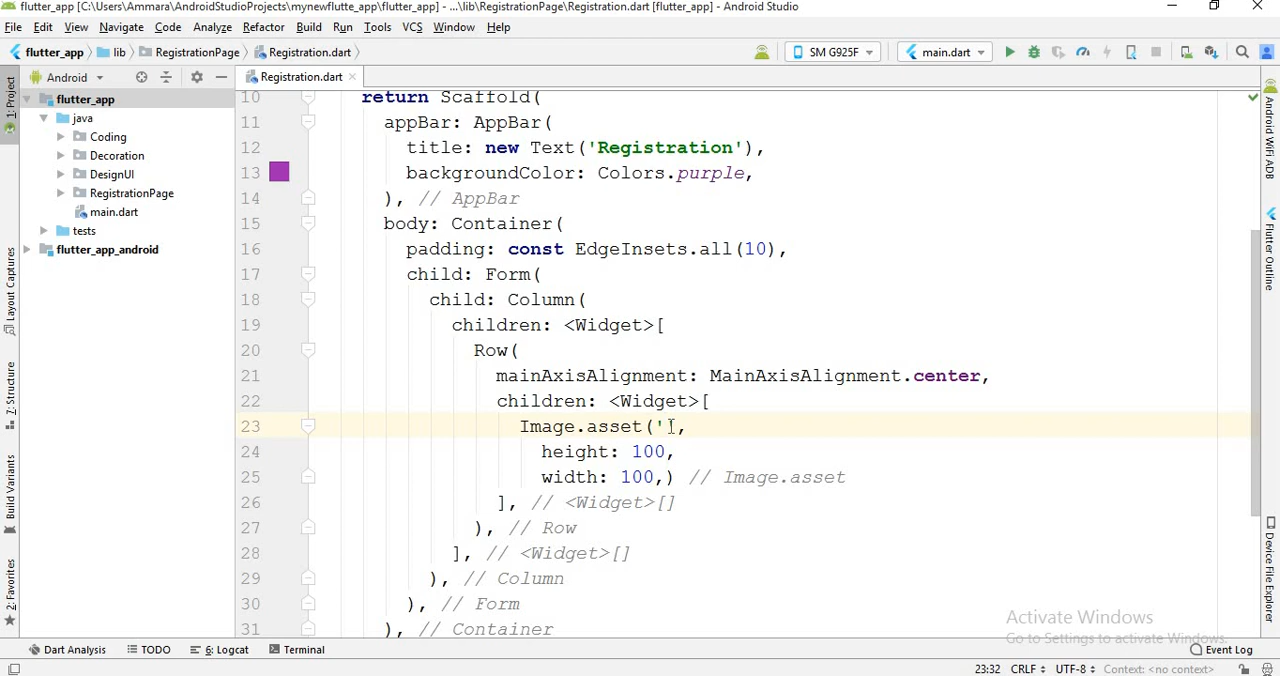 flutter_app [C:\Users\Ammara\AndroidStudioProjects\mynewflutte_app\flutter_app] - ...\lib\RegistrationPage\Registration.dart [flutter_app] - Android Studio
File Edit View Navigate Code Analyze Refactor Build Run Tools VCS Window Help
flutter_app lib RegistrationPage Registration.dart SM G925F main.dart
1: Project
Android
Registration.dart
flutter_app
java
Coding
Decoration
DesignUI
RegistrationPage
main.dart
tests
flutter_app_android
Layout Captures
7: Structure
Build Variants
2: Favorites
10 return Scaffold(
11 appBar: AppBar(
12 title: new Text('Registration'),
13 backgroundColor: Colors.purple,
14 ), // AppBar
15 body: Container(
16 padding: const EdgeInsets.all(10),
17 child: Form(
18 child: Column(
19 children: <Widget>[
20 Row(
21 mainAxisAlignment: MainAxisAlignment.center,
22 children: <Widget>[
23 Image.asset('',
24 height: 100,
25 width: 100,) // Image.asset
26 ], // <Widget>[]
27 ), // Row
28 ], // <Widget>[]
29 ), // Column
30 ), // Form
31 ), // Container
Android WiFi ADB
Flutter Outline
Device File Explorer
Activate Windows
Go to Settings to activate Windows.
Dart Analysis TODO 6: Logcat Terminal Event Log
23:32 CRLF UTF-8 Context: <no context>